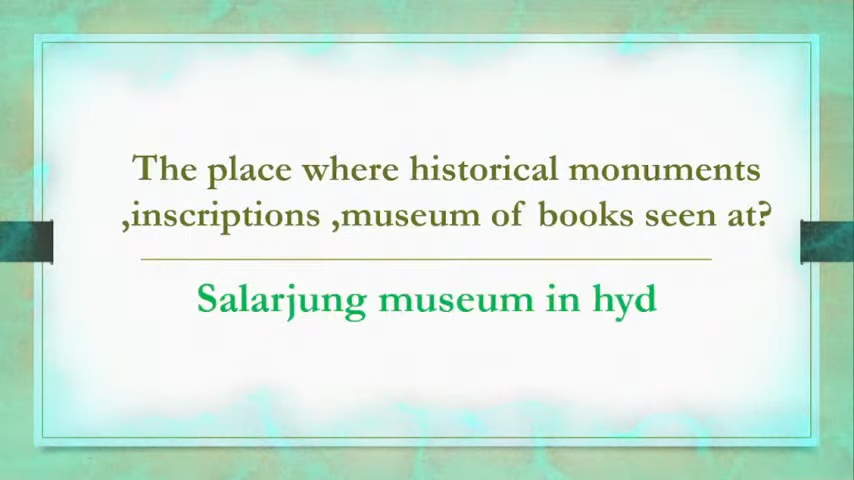 The place where historical monuments
,inscriptions ,museum of books seen at?
Salarjung museum in hyd